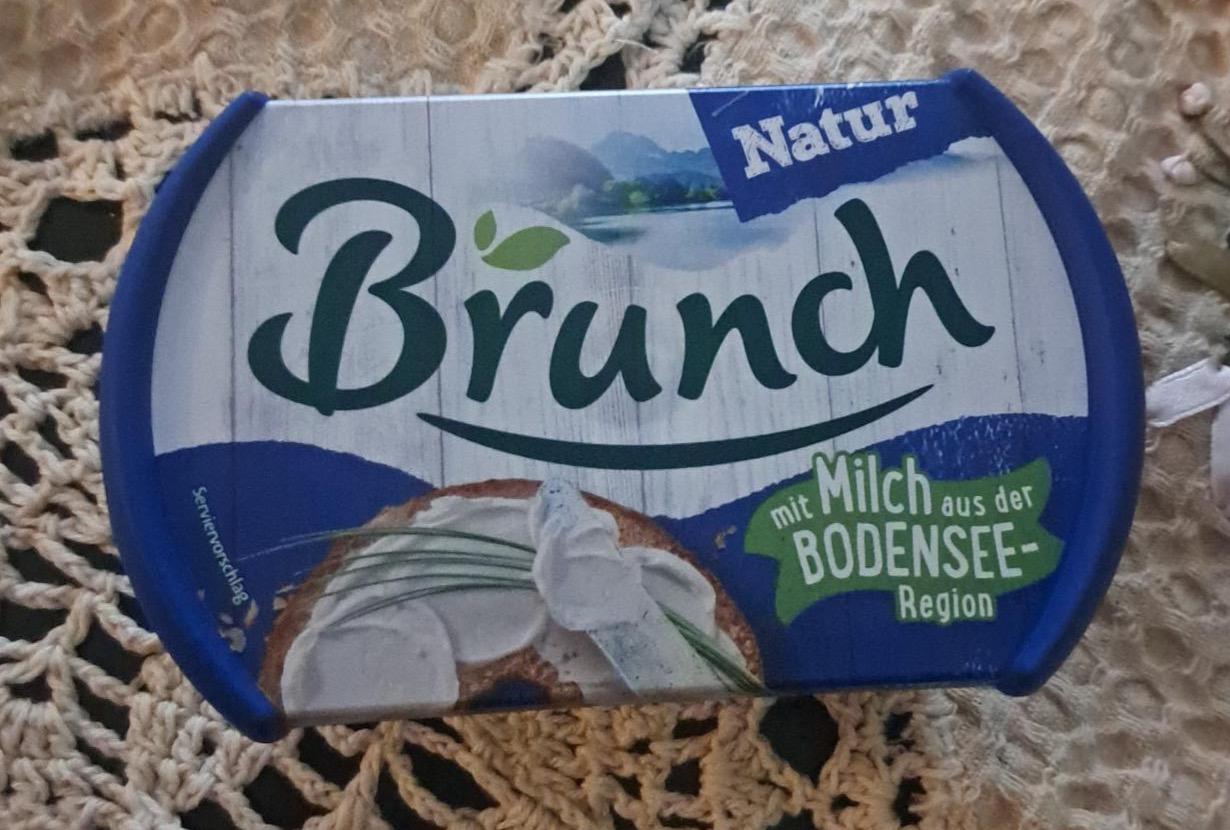 Natur
Brunch
mit Milch aus der
BODENSEE-
Region
Serviervorschlag